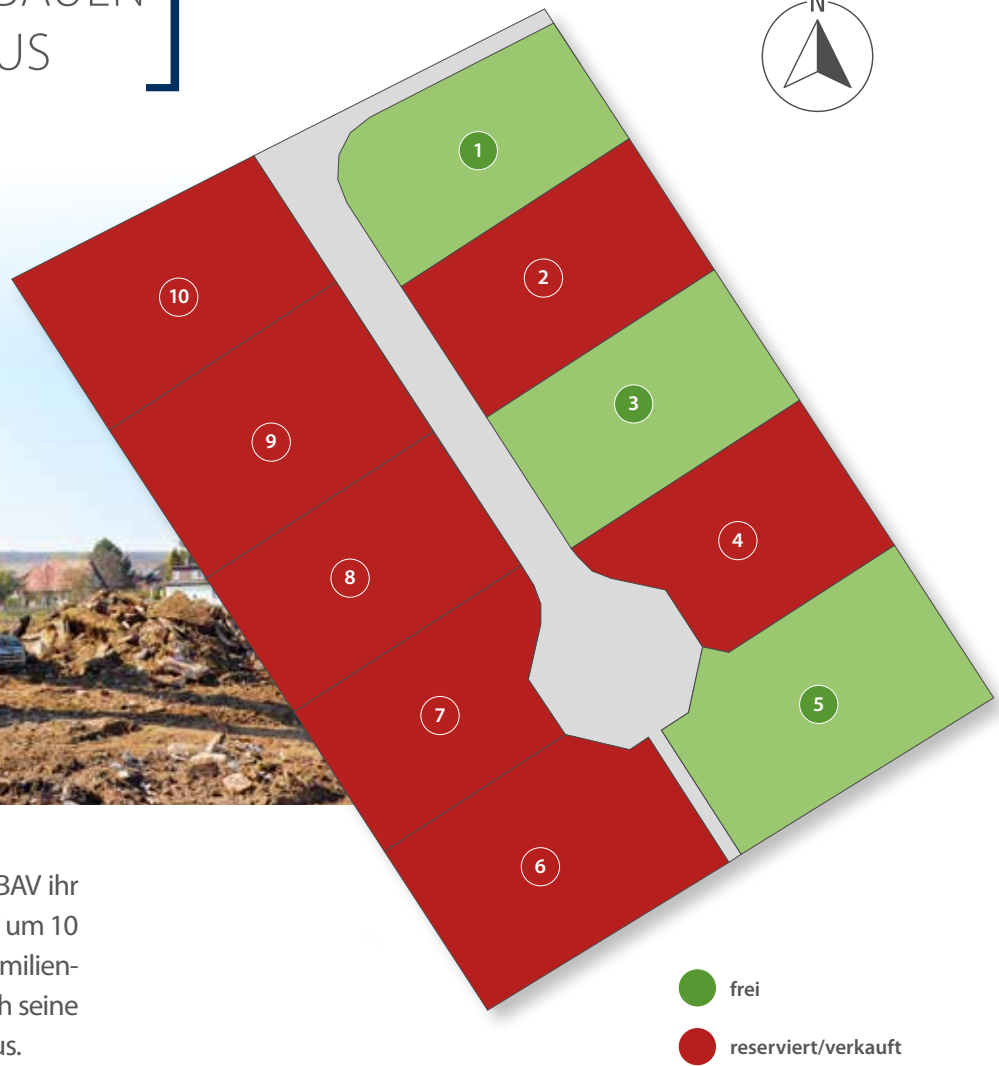 US
N
1
2
3
4
5
6
7
8
9
10
BAV ihr
um 10
milien-
h seine
us.
frei
reserviert/verkauft